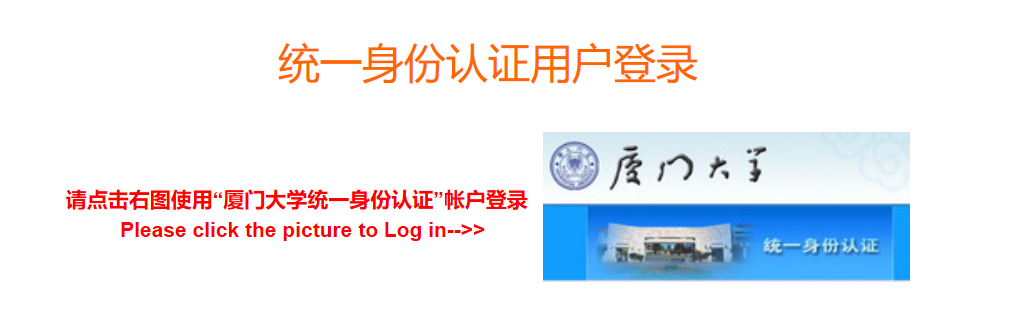 统一身份认证用户登录
请点击右图使用“厦门大学统一身份认证”帐户登录
Please click the picture to Log in-->>
厦门大学
统一身份认证